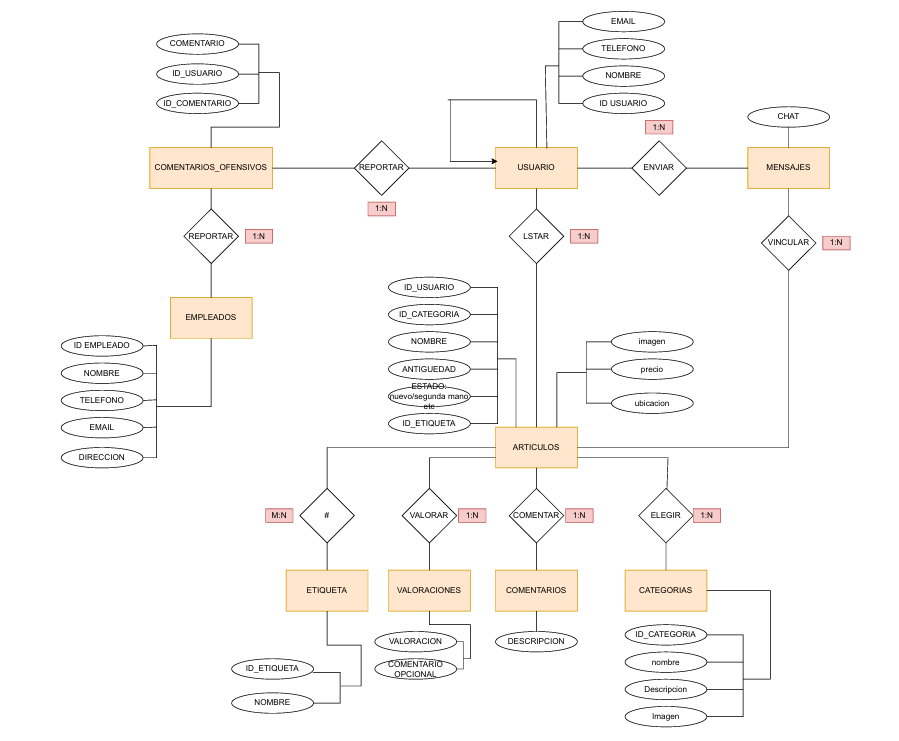 EMAIL
COMENTARIO
TELEFONO
ID_USUARIO
NOMBRE
ID_COMENTARIO
ID USUARIO
CHAT
1:N
COMENTARIOS_OFENSIVOS
REPORTAR
USUARIO
ENVIAR
MENSAJES
1:N
REPORTAR
1:N
LSTAR
1:N
VINCULAR
1:N
ID_USUARIO
EMPLEADOS
ID_CATEGORIA
ID EMPLEADO
NOMBRE
imagen
NOMBRE
ANTIGUEDAD
precio
TELEFONO
ESTADO:
nuevo/segunda mano
etc
ubicacion
EMAIL
ID_ETIQUETA
DIRECCION
ARTICULOS
M:N
#
VALORAR
1:N
COMENTAR
1:N
ELEGIR
1:N
ETIQUETA
VALORACIONES
COMENTARIOS
CATEGORIAS
VALORACION
DESCRIPCION
ID_CATEGORIA
ID_ETIQUETA
COMENTARIO
OPCIONAL
nombre
NOMBRE
Descripcion
Imagen